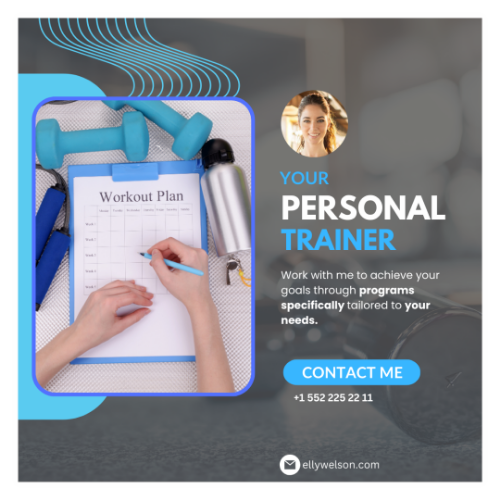 Workout Plan
YOUR
PERSONAL
TRAINER
Work with me to achieve your
goals through programs
specifically tailored to your
needs.
CONTACT ME
+1 552 225 22 11
ellywelson.com